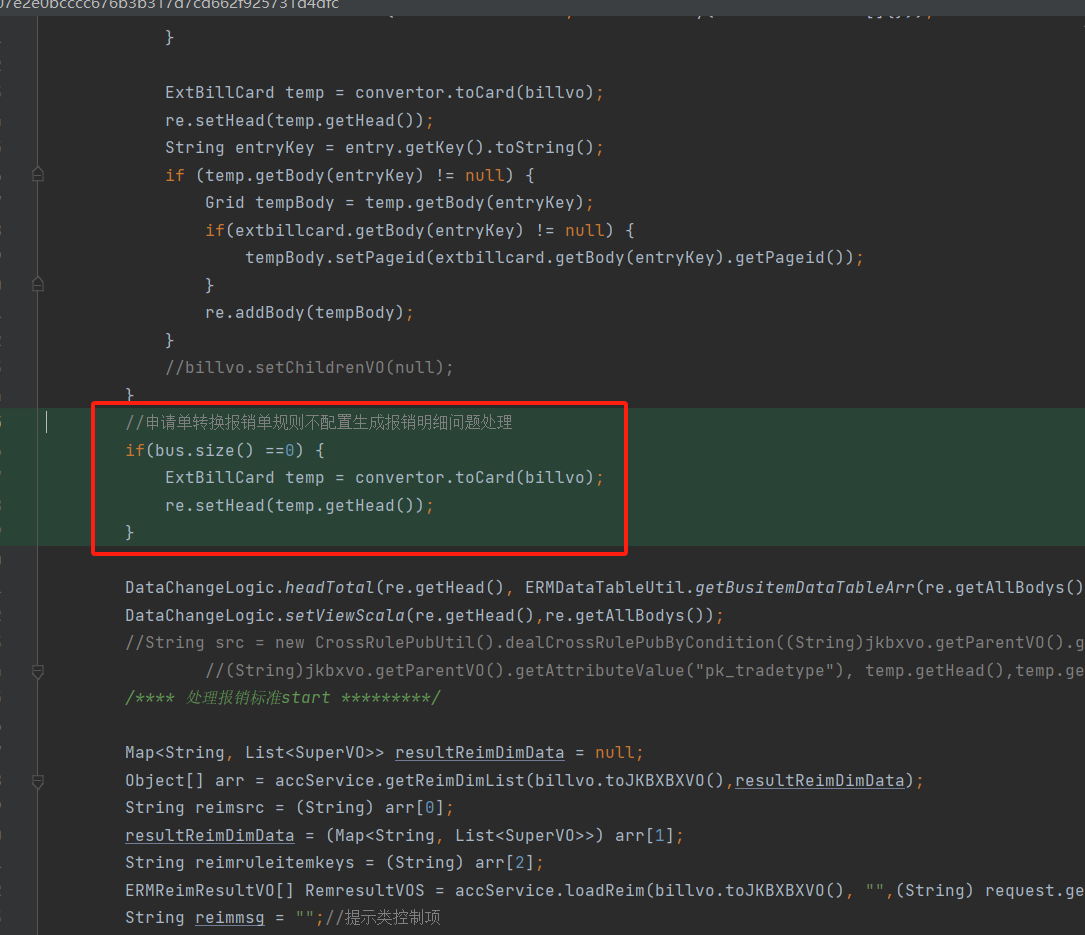 07e2e0bcccc676b3b317d7cd662f925731d4dfc
}
ExtBillCard temp = convertor.toCard(billvo);
re.setHead(temp.getHead());
String entryKey = entry.getKey().toString();
if (temp.getBody(entryKey) != null) {
Grid tempBody = temp.getBody(entryKey);
if(extbillcard.getBody(entryKey) != null) {
tempBody.setPageid(extbillcard.getBody(entryKey).getPageid());
}
re.addBody(tempBody);
}
//billvo.setChildrenVO(null);
}
//申请单转换报销单规则不配置生成报销明细问题处理
if(bus.size() ==0) {
ExtBillCard temp = convertor.toCard(billvo);
re.setHead(temp.getHead());
}
DataChangeLogic.headTotal(re.getHead(), ERMDataTableUtil.getBusitemDataTableArr(re.getAllBodys()
DataChangeLogic.setViewScala(re.getHead(),re.getAllBodys());
//String src = new CrossRulePubUtil().dealCrossRulePubByCondition((String)jkbxvo.getParentVO().g
//(String)jkbxvo.getParentVO().getAttributeValue("pk_tradetype"), temp.getHead(),temp.ge
/**** 处理报销标准start *********/
Map<String, List<SuperVO>> resultReimDimData = null;
Object[] arr = accService.getReimDimList(billvo.toJKBXBXVO(),resultReimDimData);
String reimsrc = (String) arr[0];
resultReimDimData = (Map<String, List<SuperVO>>) arr[1];
String reimruleitemkeys = (String) arr[2];
ERMReimResultVO[] RemresultVOS = accService.loadReim(billvo.toJKBXBXVO(), "",(String) request.ge
String reimmsg = "";//提示类控制项